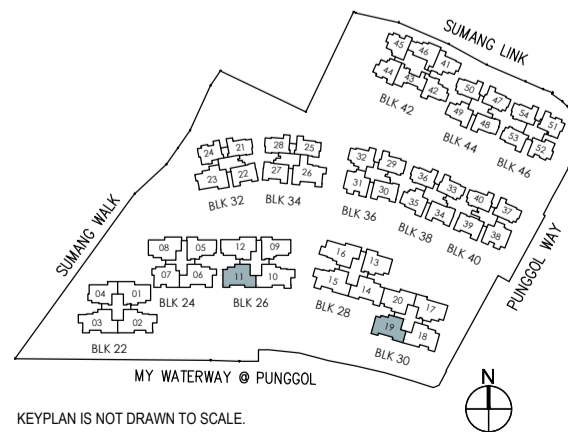 SUMANG LINK
45 46 41
44 43 42
BLK 42
50 47
49 48
BLK 44
54 51
53 52
BLK 46
24 21
23 22
BLK 32
28 25
27 26
BLK 34
32 29
31 30
BLK 36
36 33
35 34
BLK 38
40 37
39 38
BLK 40
SUMANG WALK
PUNGGOL WAY
08 05
07 06
BLK 24
12 09
11 10
BLK 26
16 13
15 14
BLK 28
20 17
19 18
BLK 30
04 01
03 02
BLK 22
MY WATERWAY @ PUNGGOL
N
KEYPLAN IS NOT DRAWN TO SCALE.